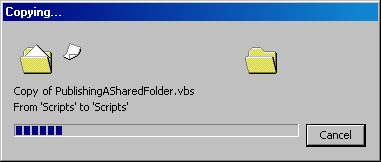 Copying...
Copy of PublishingASharedFolder.vbs
From 'Scripts' to 'Scripts'
Cancel